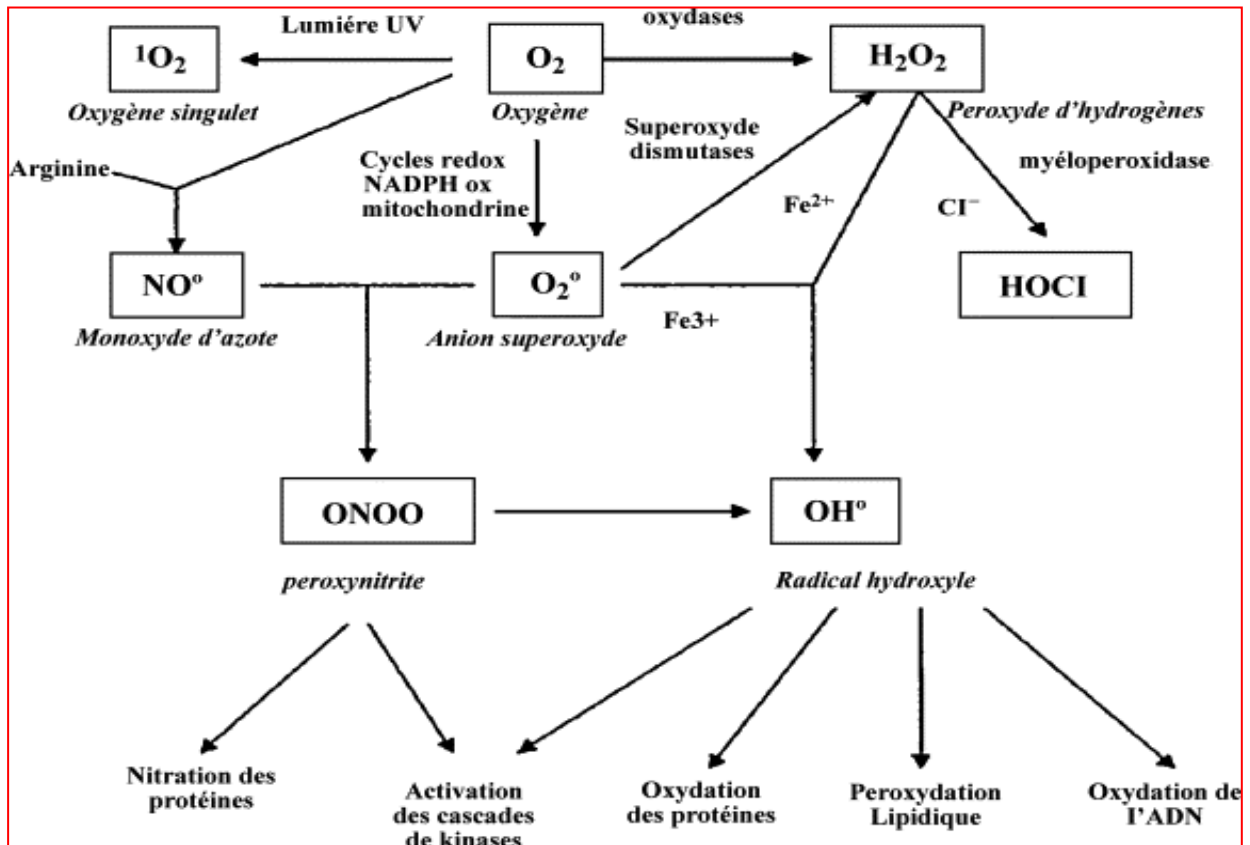 Lumiére UV
oxydases
¹O₂
O₂
H₂O₂
Oxygène singulet
Oxygène
Peroxyde d'hydrogènes
Superoxyde
dismutases
Arginine
Cycles redox
NADPH ox
mitochondrine
myéloperoxidase
Fe²⁺
CI⁻
NOº
O₂º
HOCI
Monoxyde d'azote
Anion superoxyde
Fe3+
ONOO
OHº
peroxynitrite
Radical hydroxyle
Nitration des
protéines
Activation
des cascades
de kinases
Oxydation
des protéines
Peroxydation
Lipidique
Oxydation de
I'ADN